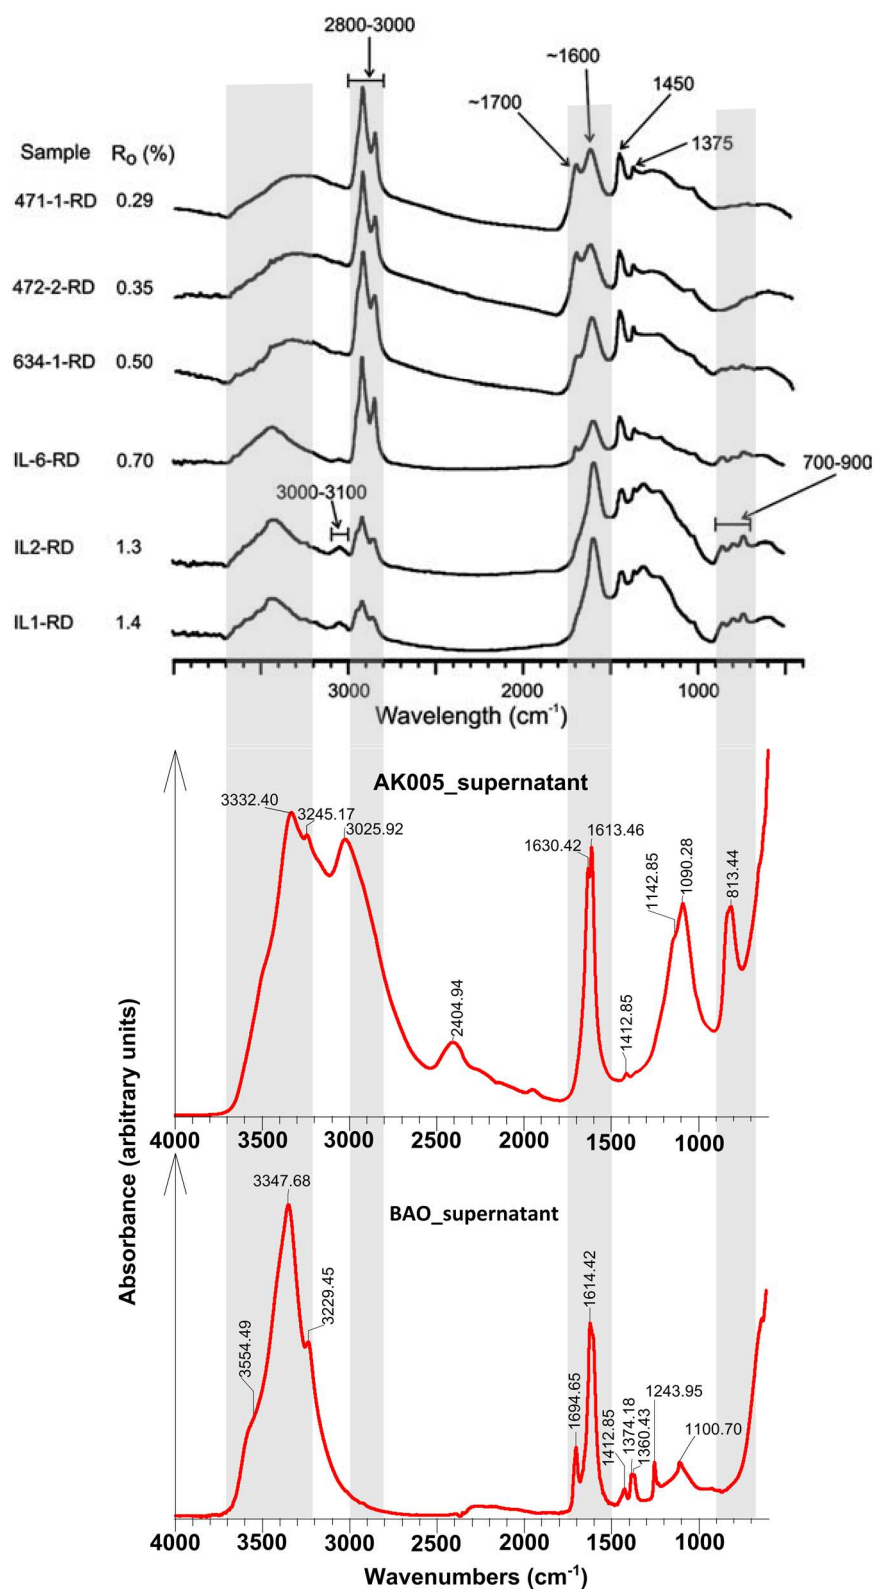 2800-3000
~1600
~1700
1450
1375
Sample Ro (%)
471-1-RD 0.29
472-2-RD 0.35
634-1-RD 0.50
IL-6-RD 0.70
700-900
3000-3100
IL2-RD 1.3
IL1-RD 1.4
3000 2000 1000
Wavelength (cm-1)
AK005_supernatant
3332.40
3245.17
3025.92
2404.94
1630.42
1613.46
1412.85
1142.85
1090.28
813.44
4000 3500 3000 2500 2000 1500 1000
Absorbance (arbitrary units)
BAO_supernatant
3554.49
3347.68
3229.45
1694.65
1614.42
1412.85
1374.18
1360.43
1243.95
1100.70
4000 3500 3000 2500 2000 1500 1000
Wavenumbers (cm-1)